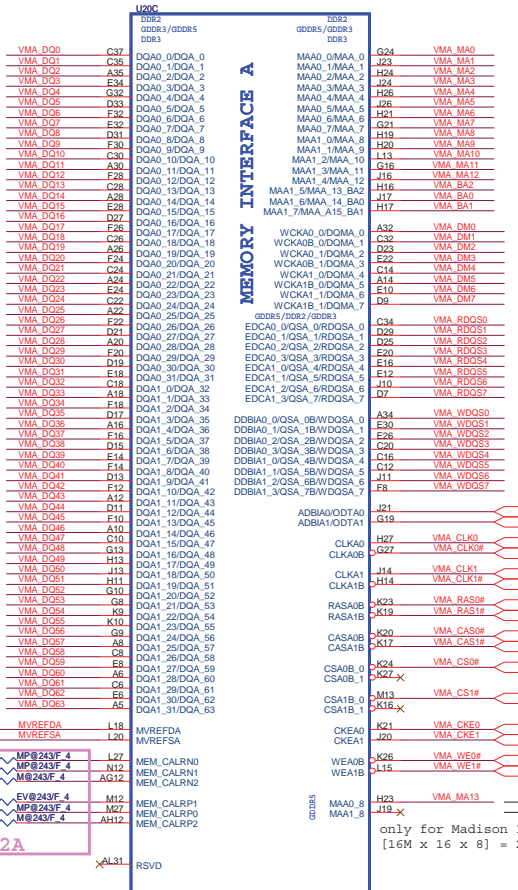 U20C
DDR2
GDDR3/GDDR5
DDR3
DDR2
GDDR5/GDDR3
DDR3
MEMORY INTERFACE A
VMA_DQ0 C37 DQA0_0/DQA_0
VMA_DQ1 C35 DQA0_1/DQA_1
VMA_DQ2 A35 DQA0_2/DQA_2
VMA_DQ3 E34 DQA0_3/DQA_3
VMA_DQ4 G32 DQA0_4/DQA_4
VMA_DQ5 D33 DQA0_5/DQA_5
VMA_DQ6 F32 DQA0_6/DQA_6
VMA_DQ7 E32 DQA0_7/DQA_7
VMA_DQ8 D31 DQA0_8/DQA_8
VMA_DQ9 F30 DQA0_9/DQA_9
VMA_DQ10 C30 DQA0_10/DQA_10
VMA_DQ11 A30 DQA0_11/DQA_11
VMA_DQ12 F28 DQA0_12/DQA_12
VMA_DQ13 C28 DQA0_13/DQA_13
VMA_DQ14 A28 DQA0_14/DQA_14
VMA_DQ15 E28 DQA0_15/DQA_15
VMA_DQ16 D27 DQA0_16/DQA_16
VMA_DQ17 F26 DQA0_17/DQA_17
VMA_DQ18 C26 DQA0_18/DQA_18
VMA_DQ19 A26 DQA0_19/DQA_19
VMA_DQ20 F24 DQA0_20/DQA_20
VMA_DQ21 C24 DQA0_21/DQA_21
VMA_DQ22 A24 DQA0_22/DQA_22
VMA_DQ23 E24 DQA0_23/DQA_23
VMA_DQ24 C22 DQA0_24/DQA_24
VMA_DQ25 A22 DQA0_25/DQA_25
VMA_DQ26 F22 DQA0_26/DQA_26
VMA_DQ27 D21 DQA0_27/DQA_27
VMA_DQ28 A20 DQA0_28/DQA_28
VMA_DQ29 F20 DQA0_29/DQA_29
VMA_DQ30 D19 DQA0_30/DQA_30
VMA_DQ31 E18 DQA0_31/DQA_31
VMA_DQ32 C18 DQA1_0/DQA_32
VMA_DQ33 A18 DQA1_1/DQA_33
VMA_DQ34 F18 DQA1_2/DQA_34
VMA_DQ35 D17 DQA1_3/DQA_35
VMA_DQ36 A16 DQA1_4/DQA_36
VMA_DQ37 F16 DQA1_5/DQA_37
VMA_DQ38 D15 DQA1_6/DQA_38
VMA_DQ39 E14 DQA1_7/DQA_39
VMA_DQ40 F14 DQA1_8/DQA_40
VMA_DQ41 D13 DQA1_9/DQA_41
VMA_DQ42 F12 DQA1_10/DQA_42
VMA_DQ43 A12 DQA1_11/DQA_43
VMA_DQ44 D11 DQA1_12/DQA_44
VMA_DQ45 F10 DQA1_13/DQA_45
VMA_DQ46 A10 DQA1_14/DQA_46
VMA_DQ47 C10 DQA1_15/DQA_47
VMA_DQ48 G13 DQA1_16/DQA_48
VMA_DQ49 H13 DQA1_17/DQA_49
VMA_DQ50 J13 DQA1_18/DQA_50
VMA_DQ51 H11 DQA1_19/DQA_51
VMA_DQ52 G10 DQA1_20/DQA_52
VMA_DQ53 G8 DQA1_21/DQA_53
VMA_DQ54 K9 DQA1_22/DQA_54
VMA_DQ55 K10 DQA1_23/DQA_55
VMA_DQ56 G9 DQA1_24/DQA_56
VMA_DQ57 A8 DQA1_25/DQA_57
VMA_DQ58 C8 DQA1_26/DQA_58
VMA_DQ59 E8 DQA1_27/DQA_59
VMA_DQ60 A6 DQA1_28/DQA_60
VMA_DQ61 C6 DQA1_29/DQA_61
VMA_DQ62 E6 DQA1_30/DQA_62
VMA_DQ63 A5 DQA1_31/DQA_63
MVREFDA L18 MVREFDA
MVREFSA L20 MVREFSA
MP@243/F_4 L27 MEM_CALRN0
MP@243/F_4 N12 MEM_CALRN1
M@243/F_4 AG12 MEM_CALRN2
EV@243/F_4 M12 MEM_CALRP1
MP@243/F_4 M27 MEM_CALRP0
M@243/F_4 AH12 MEM_CALRP2
2A
AL31 RSVD
MAA0_0/MAA_0 G24 VMA_MA0
MAA0_1/MAA_1 J23 VMA_MA1
MAA0_2/MAA_2 H24 VMA_MA2
MAA0_3/MAA_3 J24 VMA_MA3
MAA0_4/MAA_4 H26 VMA_MA4
MAA0_5/MAA_5 J26 VMA_MA5
MAA0_6/MAA_6 H21 VMA_MA6
MAA0_7/MAA_7 G21 VMA_MA7
MAA1_0/MAA_8 H19 VMA_MA8
MAA1_1/MAA_9 H20 VMA_MA9
MAA1_2/MAA_10 L13 VMA_MA10
MAA1_3/MAA_11 G16 VMA_MA11
MAA1_4/MAA_12 J16 VMA_MA12
MAA1_5/MAA_13_BA2 H16 VMA_BA2
MAA1_6/MAA_14_BA0 J17 VMA_BA0
MAA1_7/MAA_A15_BA1 H17 VMA_BA1
WCKA0_0/DQMA_0 A32 VMA_DM0
WCKA0B_0/DQMA_1 C32 VMA_DM1
WCKA0_1/DQMA_2 D23 VMA_DM2
WCKA0B_1/DQMA_3 E22 VMA_DM3
WCKA1_0/DQMA_4 C14 VMA_DM4
WCKA1B_0/DQMA_5 A14 VMA_DM5
WCKA1_1/DQMA_6 E10 VMA_DM6
WCKA1B_1/DQMA_7 D9 VMA_DM7
GDDR5/DDR2/GDDR3
EDCA0_0/QSA_0/RDQSA_0 C34 VMA_RDQS0
EDCA0_1/QSA_1/RDQSA_1 D29 VMA_RDQS1
EDCA0_2/QSA_2/RDQSA_2 D25 VMA_RDQS2
EDCA0_3/QSA_3/RDQSA_3 E20 VMA_RDQS3
EDCA1_0/QSA_4/RDQSA_4 E16 VMA_RDQS4
EDCA1_1/QSA_5/RDQSA_5 E12 VMA_RDQS5
EDCA1_2/QSA_6/RDQSA_6 J10 VMA_RDQS6
EDCA1_3/QSA_7/RDQSA_7 D7 VMA_RDQS7
DDBIA0_0/QSA_0B/WDQSA_0 A34 VMA_WDQS0
DDBIA0_1/QSA_1B/WDQSA_1 E30 VMA_WDQS1
DDBIA0_2/QSA_2B/WDQSA_2 E26 VMA_WDQS2
DDBIA0_3/QSA_3B/WDQSA_3 C20 VMA_WDQS3
DDBIA1_0/QSA_4B/WDQSA_4 C16 VMA_WDQS4
DDBIA1_1/QSA_5B/WDQSA_5 C12 VMA_WDQS5
DDBIA1_2/QSA_6B/WDQSA_6 J11 VMA_WDQS6
DDBIA1_3/QSA_7B/WDQSA_7 F8 VMA_WDQS7
ADBIA0/ODTA0 J21
ADBIA1/ODTA1 G19
CLKA0 H27 VMA_CLK0
CLKA0B G27 VMA_CLK0#
CLKA1 J14 VMA_CLK1
CLKA1B H14 VMA_CLK1#
RASA0B K23 VMA_RAS0#
RASA1B K19 VMA_RAS1#
CASA0B K20 VMA_CAS0#
CASA1B K17 VMA_CAS1#
CSA0B_0 K24 VMA_CS0#
CSA0B_1 K27
CSA1B_0 M13 VMA_CS1#
CSA1B_1 K16
CKEA0 K21 VMA_CKE0
CKEA1 J20 VMA_CKE1
WEA0B K26 VMA_WE0#
WEA1B L15 VMA_WE1#
GDDR5
MAA0_8 H23 VMA_MA13
MAA1_8 J19
only for Madison
[16M x 16 x 8] =